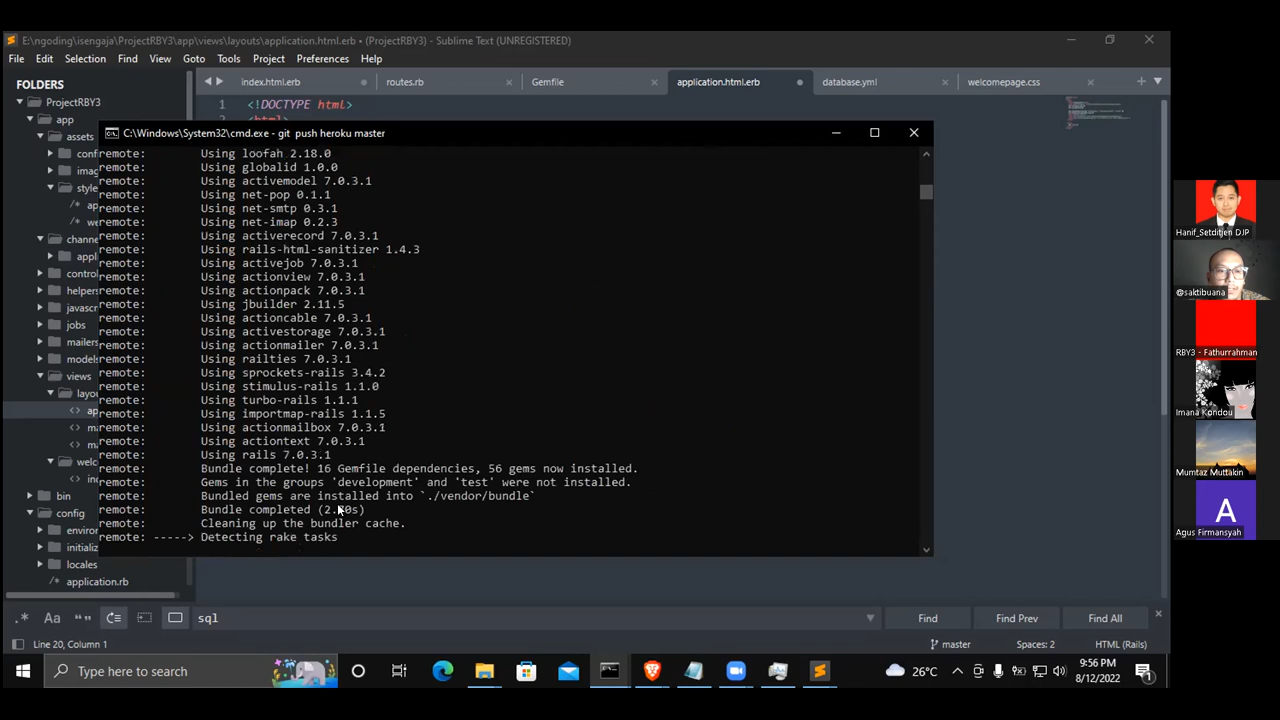 E:\ngoding\isengaja\ProjectRBY3\app\views\layouts\application.html.erb • (ProjectRBY3) - Sublime Text (UNREGISTERED)
File Edit Selection Find View Goto Tools Project Preferences Help
FOLDERS
index.html.erb
routes.rb
Gemfile
application.html.erb
database.yml
welcomepage.css
ProjectRBY3
app
assets
conf
imag
style
ap
we
channe
appl
control
helpers
javasc
jobs
mailers
models
views
layou
ap
ma
ma
welc
inc
bin
config
enviro
initializ
locales
application.rb
1 <!DOCTYPE html>
2 <html>
C:\Windows\System32\cmd.exe - git push heroku master
remote: Using loofah 2.18.0
remote: Using globalid 1.0.0
remote: Using activemodel 7.0.3.1
remote: Using net-pop 0.1.1
remote: Using net-smtp 0.3.1
remote: Using net-imap 0.2.3
remote: Using activerecord 7.0.3.1
remote: Using rails-html-sanitizer 1.4.3
remote: Using activejob 7.0.3.1
remote: Using actionview 7.0.3.1
remote: Using actionpack 7.0.3.1
remote: Using jbuilder 2.11.5
remote: Using actioncable 7.0.3.1
remote: Using activestorage 7.0.3.1
remote: Using actionmailer 7.0.3.1
remote: Using railties 7.0.3.1
remote: Using sprockets-rails 3.4.2
remote: Using stimulus-rails 1.1.0
remote: Using turbo-rails 1.1.1
remote: Using importmap-rails 1.1.5
remote: Using actionmailbox 7.0.3.1
remote: Using actiontext 7.0.3.1
remote: Using rails 7.0.3.1
remote: Bundle complete! 16 Gemfile dependencies, 56 gems now installed.
remote: Gems in the groups 'development' and 'test' were not installed.
remote: Bundled gems are installed into `./vendor/bundle`
remote: Bundle completed
remote: Cleaning up the bundler cache.
remote: -----> Detecting rake tasks
.* Aa “” sql Find Find Prev Find All
Line 20, Column 1 master Spaces: 2 HTML (Rails)
Type here to search 26°C 9:56 PM
8/12/2022 1
Hanif_Setditjen DJP
@saktibuana
RBY3 - Fathurrahman
Imana Kondou
Mumtaz Muktafin
A
Agus Firmansyah